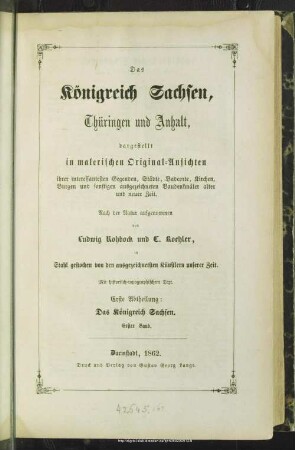 Das
Königreich Sachsen,
Thüringen und Anhalt,
dargestellt
in malerischen Original-Ansichten
ihrer interessantesten Gegenden, Städte, Badeorte, Kirchen,
Burgen und sonstigen ausgezeichneten Baudenkmäler alter
und neuer Zeit.
Nach der Natur aufgenommen
von
Ludwig Rohbock und C. Koehler,
in
Stahl gestochen von den ausgezeichnetsten Künstlern unserer Zeit.
Mit historisch-topographischem Text.
Erste Abtheilung:
Das Königreich Sachsen.
Erster Band.
Darmstadt, 1862.
Druck und Verlag von Gustav Georg Lange.